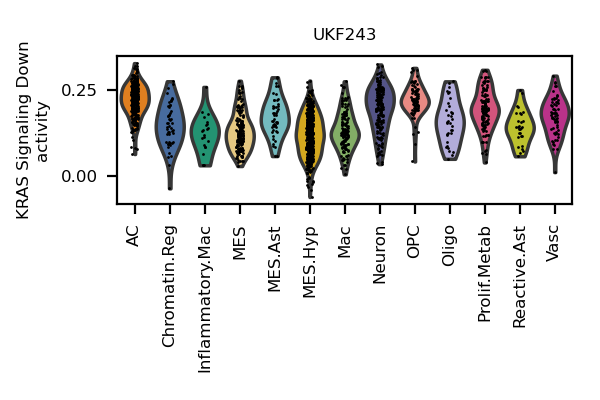 UKF243
KRAS Signaling Down
activity
0.25
0.00
AC
Chromatin.Reg
Inflammatory.Mac
MES
MES.Ast
MES.Hyp
Mac
Neuron
OPC
Oligo
Prolif.Metab
Reactive.Ast
Vasc